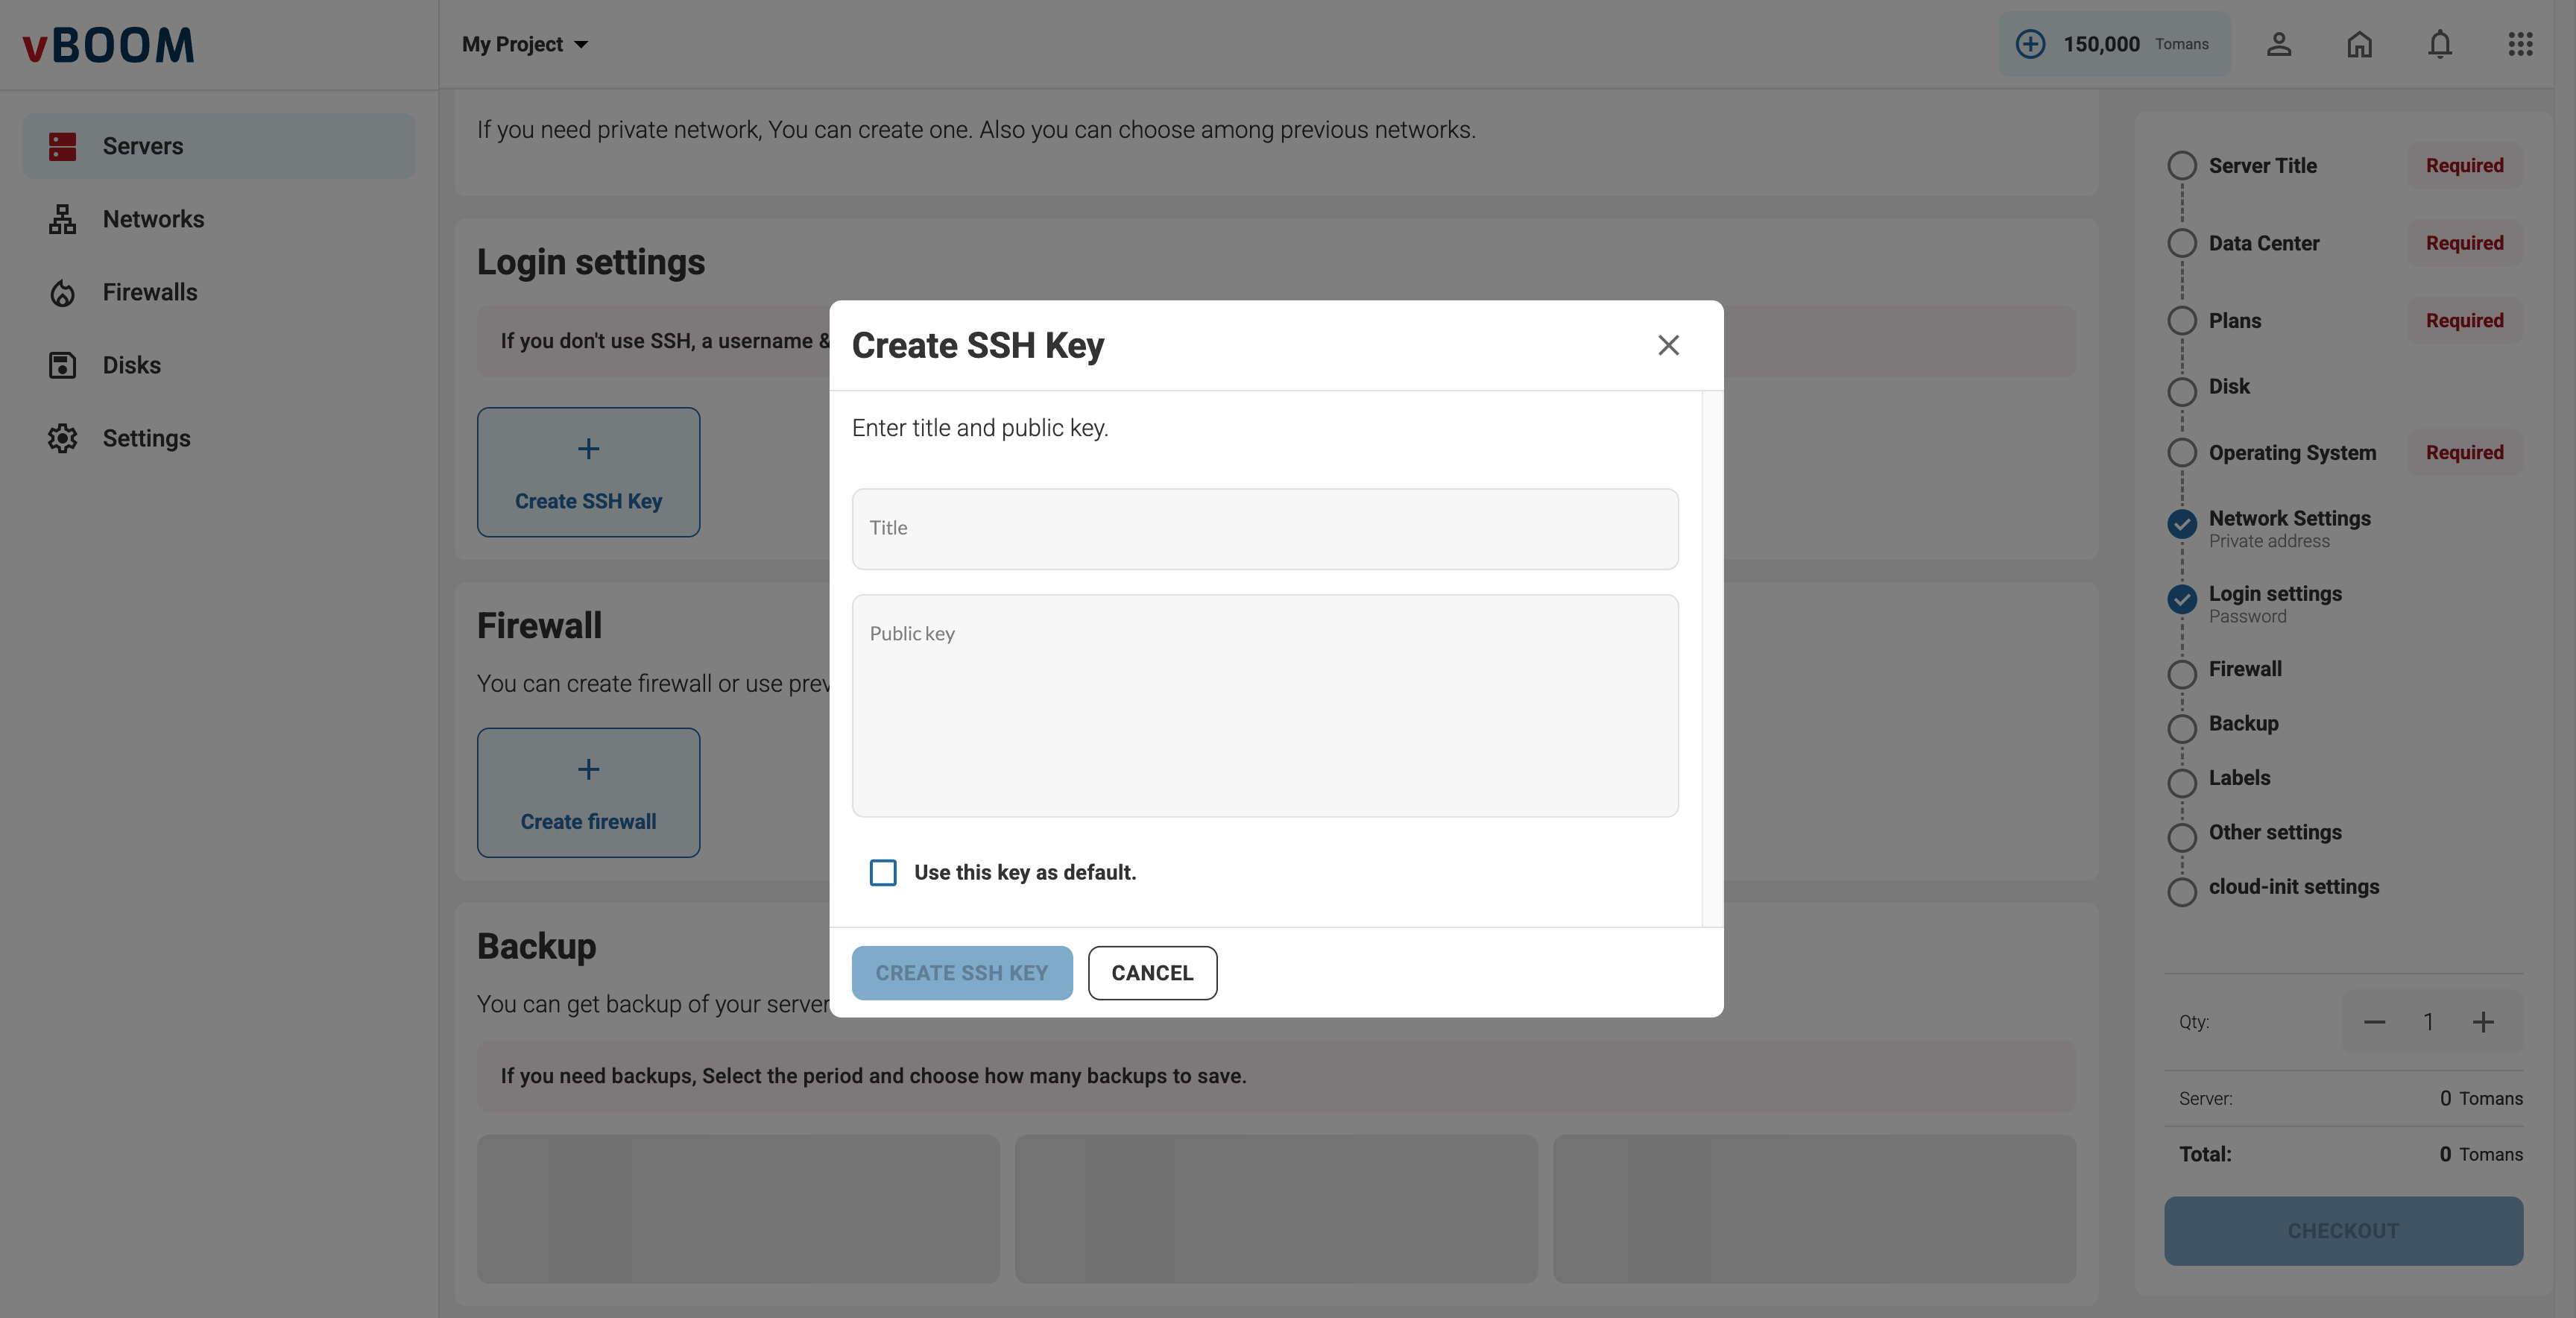 vBOOM
My Project
150,000 Tomans
Servers
Networks
Firewalls
Disks
Settings
If you need private network, You can create one. Also you can choose among previous networks.
Login settings
If you don't use SSH, a username &
Create SSH Key
Firewall
You can create firewall or use prev
Create firewall
Backup
You can get backup of your server
If you need backups, Select the period and choose how many backups to save.
Create SSH Key
Enter title and public key.
Title
Public key
Use this key as default.
CREATE SSH KEY
CANCEL
Server Title Required
Data Center Required
Plans Required
Disk
Operating System Required
Network Settings
Private address
Login settings
Password
Firewall
Backup
Labels
Other settings
cloud-init settings
Qty: 1
Server: 0 Tomans
Total: 0 Tomans
CHECKOUT